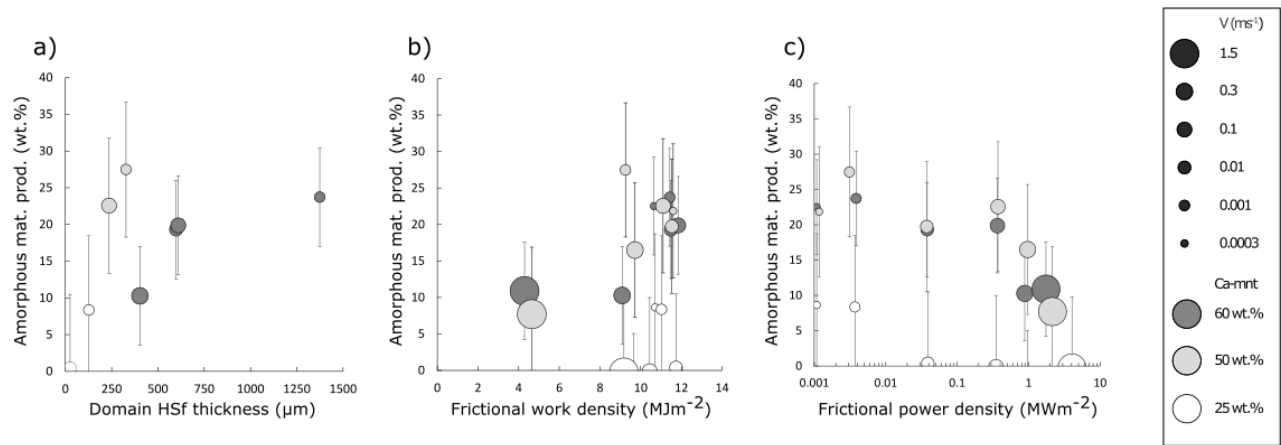 a)
Amorphous mat. prod. (wt.%)
40
35
30
25
20
15
10
5
0
0 250 500 750 1000 1250 1500
Domain HSf thickness (µm)
b)
Amorphous mat. prod. (wt.%)
40
35
30
25
20
15
10
5
0
0 2 4 6 8 10 12 14
Frictional work density (MJm⁻²)
c)
Amorphous mat. prod. (wt.%)
40
35
30
25
20
15
10
5
0
0.001 0.01 0.1 1 10
Frictional power density (MWm⁻²)
V (ms⁻¹)
1.5
0.3
0.1
0.01
0.001
0.0003
Ca-mnt
60 wt.%
50 wt.%
25 wt.%